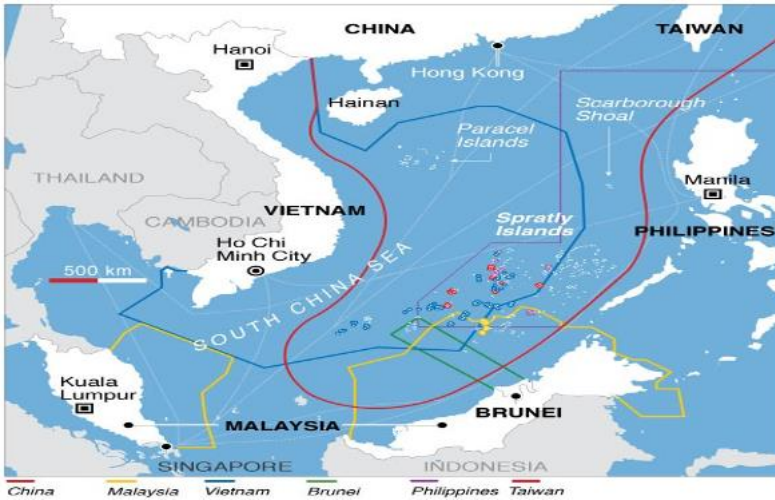 CHINA
TAIWAN
Hanoi
Hong Kong
Hainan
Scarborough
Shoal
Paracel
Islands
THAILAND
Manila
VIETNAM
CAMBODIA
Spratly
Islands
PHILIPPINES
Ho Chi
Minh City
500 km
SOUTH CHINA SEA
Kuala
Lumpur
MALAYSIA
BRUNEI
SINGAPORE
INDONESIA
China
Malaysia
Vietnam
Brunei
Philippines
Taiwan